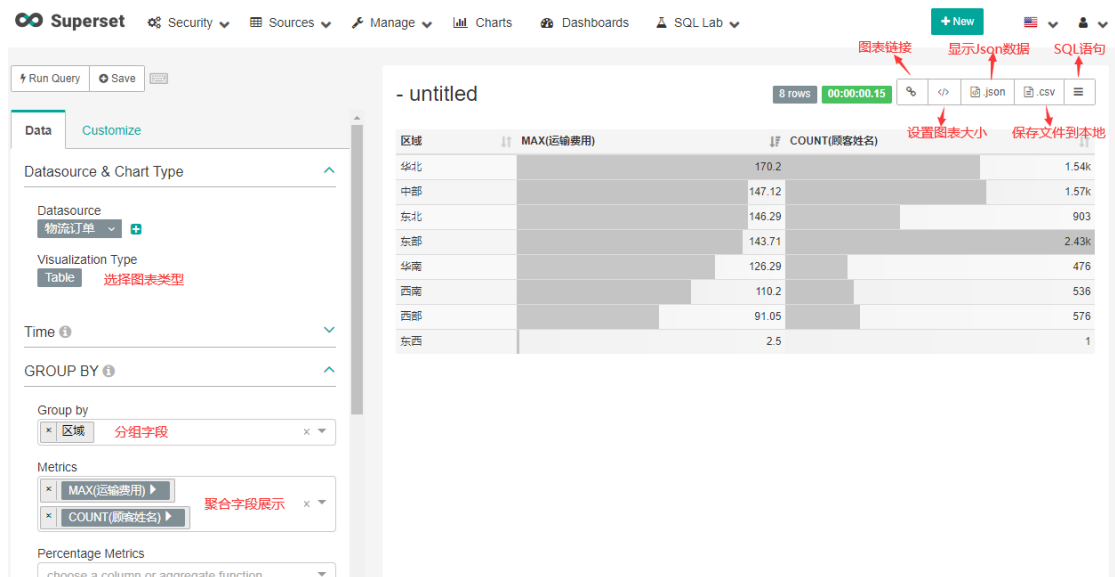 Superset Security Sources Manage Charts Dashboards SQL Lab + New
图表链接 显示Json数据 SQL语句
Run Query Save
- untitled 8 rows 00:00:00.15 </> .json .csv
设置图表大小 保存文件到本地
Data Customize
Datasource & Chart Type
Datasource
物流订单
Visualization Type
Table 选择图表类型
Time
GROUP BY
Group by
× 区域 分组字段 ×
Metrics
× MAX(运输费用)
聚合字段展示 ×
× COUNT(顾客姓名)
Percentage Metrics
choose a column or aggregate function
区域 MAX(运输费用) COUNT(顾客姓名)
华北 170.2 1.54k
中部 147.12 1.57k
东北 146.29 903
东部 143.71 2.43k
华南 126.29 476
西南 110.2 536
西部 91.05 576
东西 2.5 1